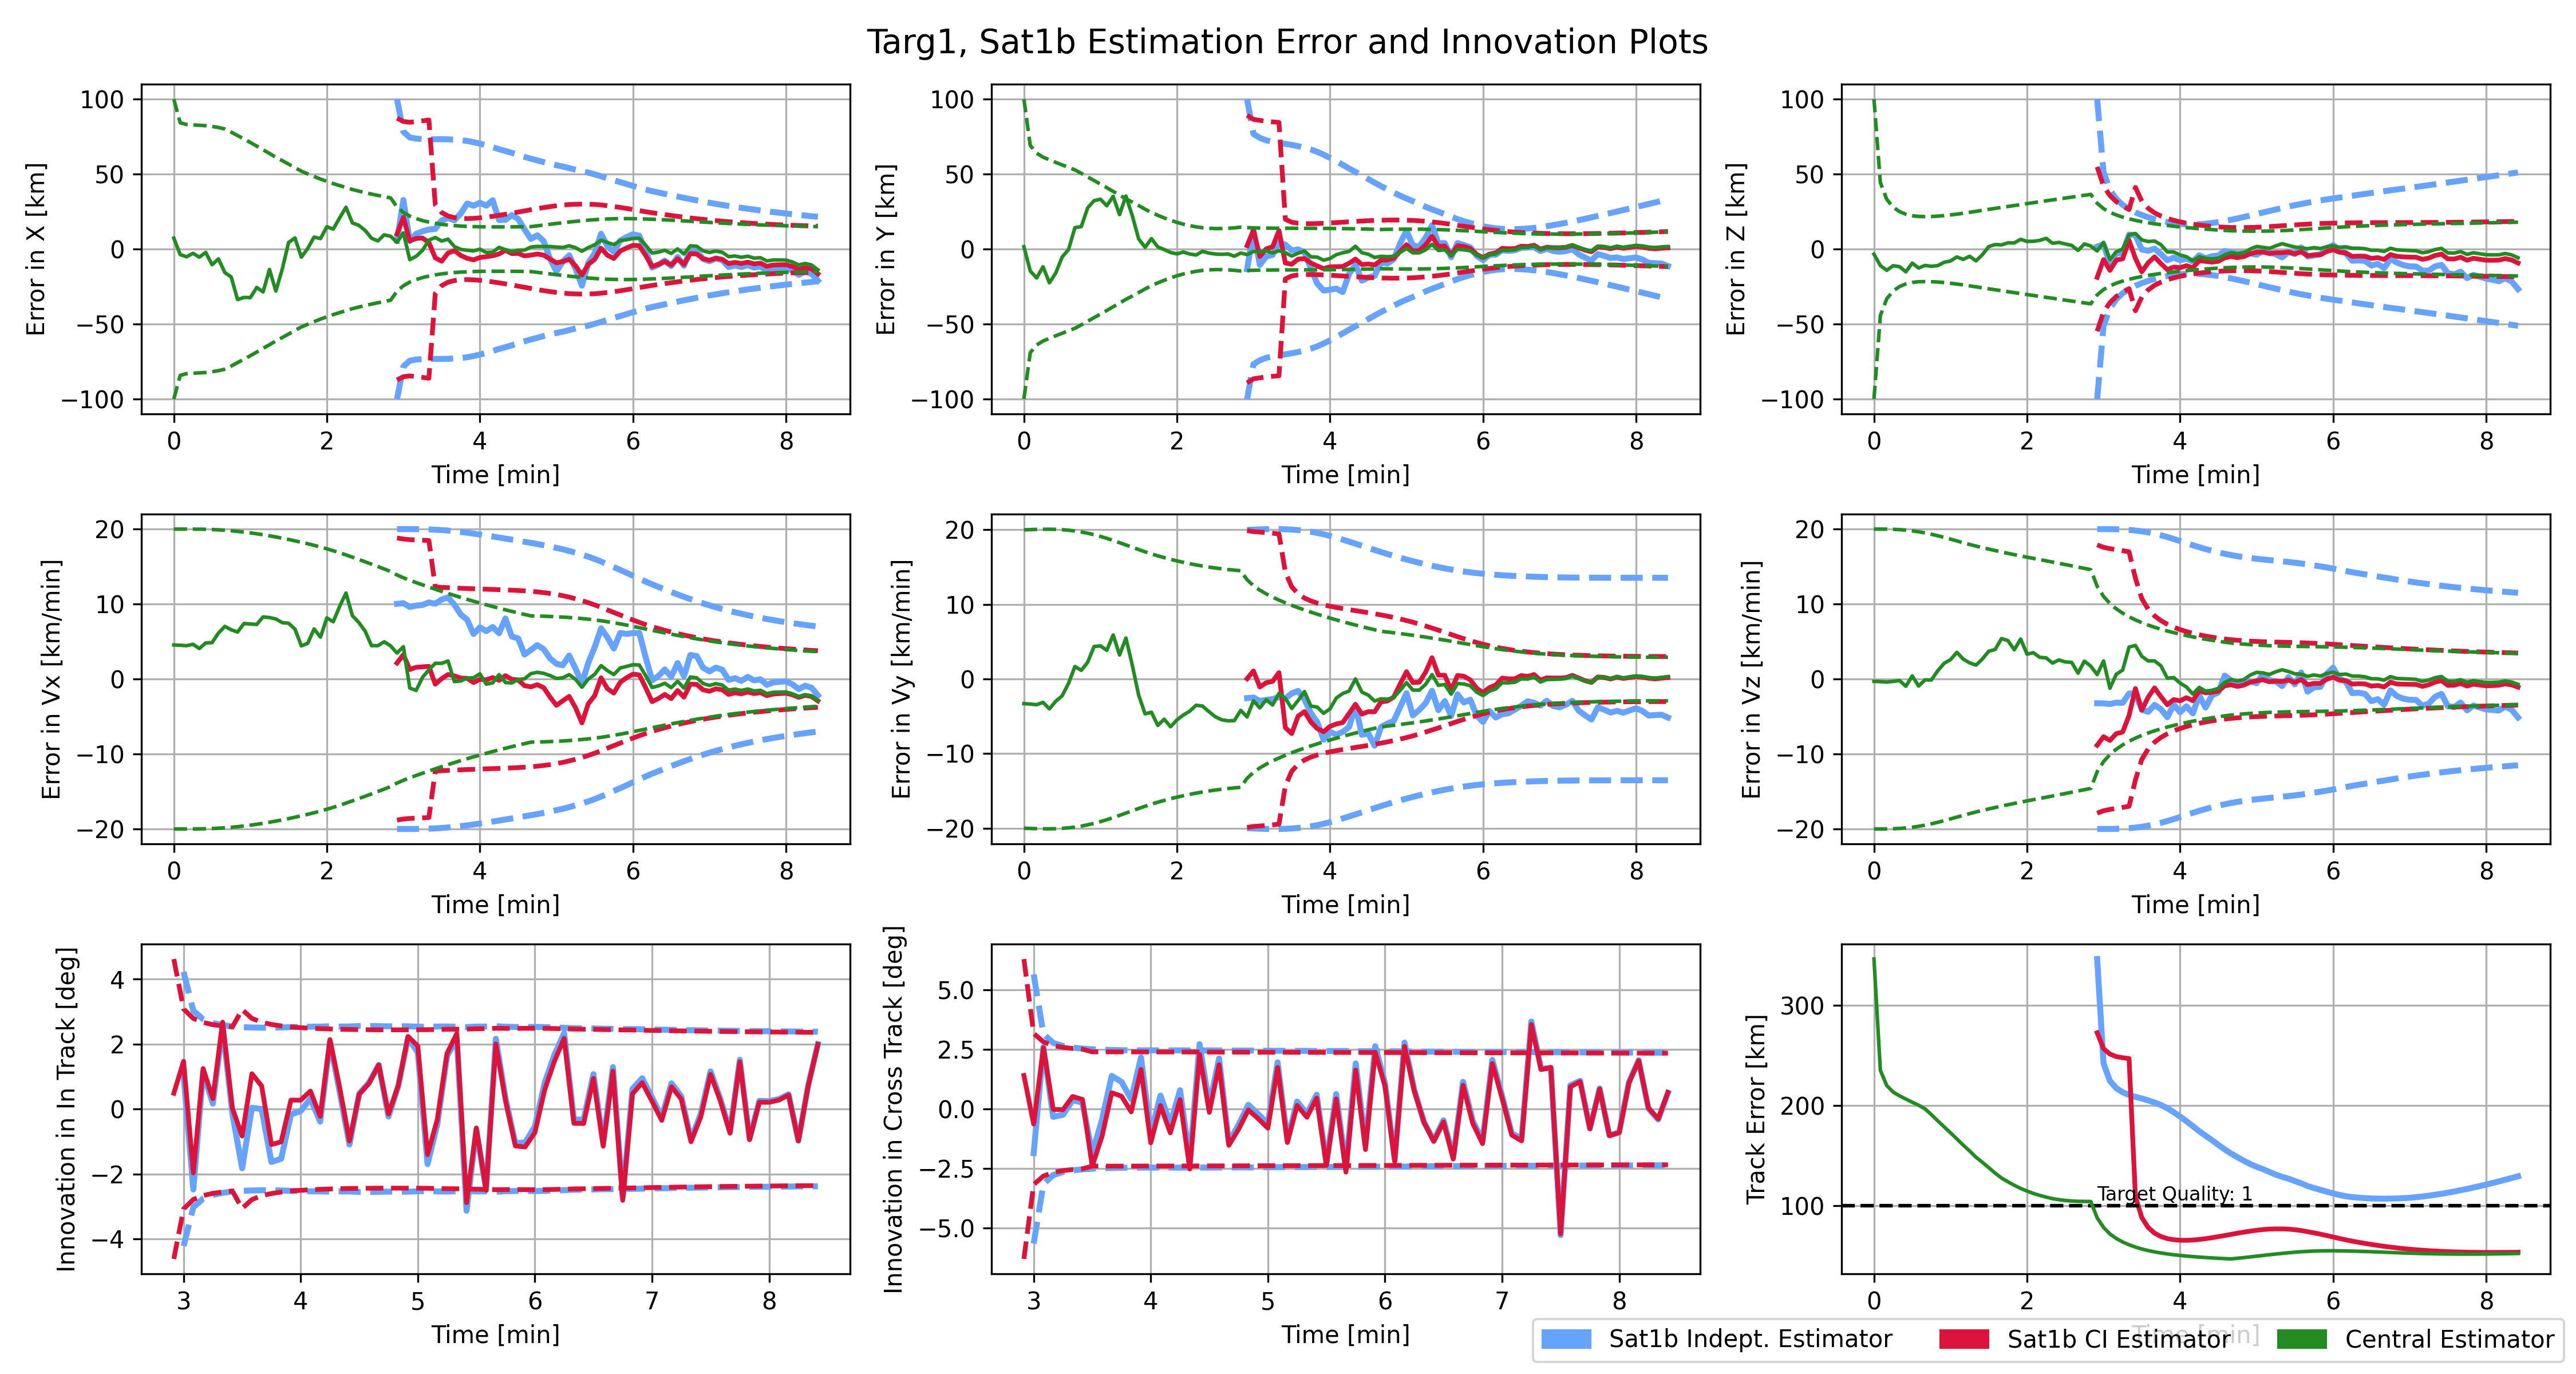 Targ1, Sat1b Estimation Error and Innovation Plots
Error in X [km]
100
50
0
−50
−100
0 2 4 6 8
Time [min]
Error in Y [km]
100
50
0
−50
−100
0 2 4 6 8
Time [min]
Error in Z [km]
100
50
0
−50
−100
0 2 4 6 8
Time [min]
Error in Vx [km/min]
20
10
0
−10
−20
0 2 4 6 8
Time [min]
Error in Vy [km/min]
20
10
0
−10
−20
0 2 4 6 8
Time [min]
Error in Vz [km/min]
20
10
0
−10
−20
0 2 4 6 8
Time [min]
Innovation in In Track [deg]
4
2
0
−2
−4
3 4 5 6 7 8
Time [min]
Innovation in Cross Track [deg]
5.0
2.5
0.0
−2.5
−5.0
3 4 5 6 7 8
Time [min]
Track Error [km]
300
200
100
Target Quality: 1
0 2 4 6 8
Time [min]
Sat1b Indept. Estimator Sat1b CI Estimator Central Estimator